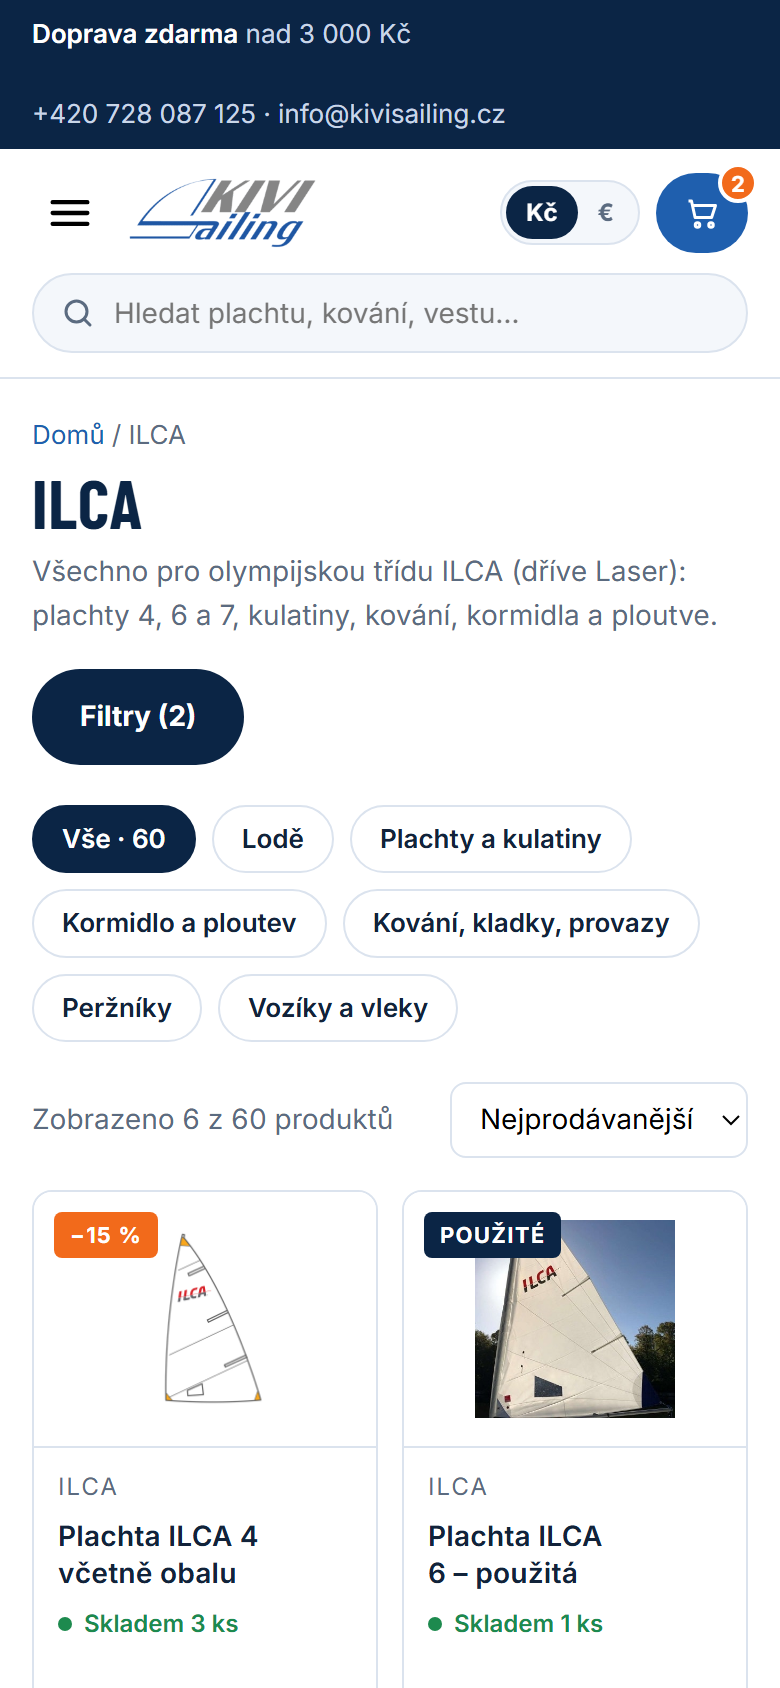 Doprava zdarma nad 3 000 Kč
+420 728 087 125 · info@kivisailing.cz
KIVI
Sailing
Kč €
2
Hledat plachtu, kování, vestu...
Domů / ILCA
ILCA
Všechno pro olympijskou třídu ILCA (dříve Laser):
plachty 4, 6 a 7, kulatiny, kování, kormidla a ploutve.
Filtry (2)
Vše · 60
Lodě
Plachty a kulatiny
Kormidlo a ploutev
Kování, kladky, provazy
Peržníky
Vozíky a vleky
Zobrazeno 6 z 60 produktů
Nejprodávanější
−15 %
ILCA
ILCA
Plachta ILCA 4
včetně obalu
Skladem 3 ks
POUŽITÉ
ILCA
ILCA
Plachta ILCA
6 – použitá
Skladem 1 ks